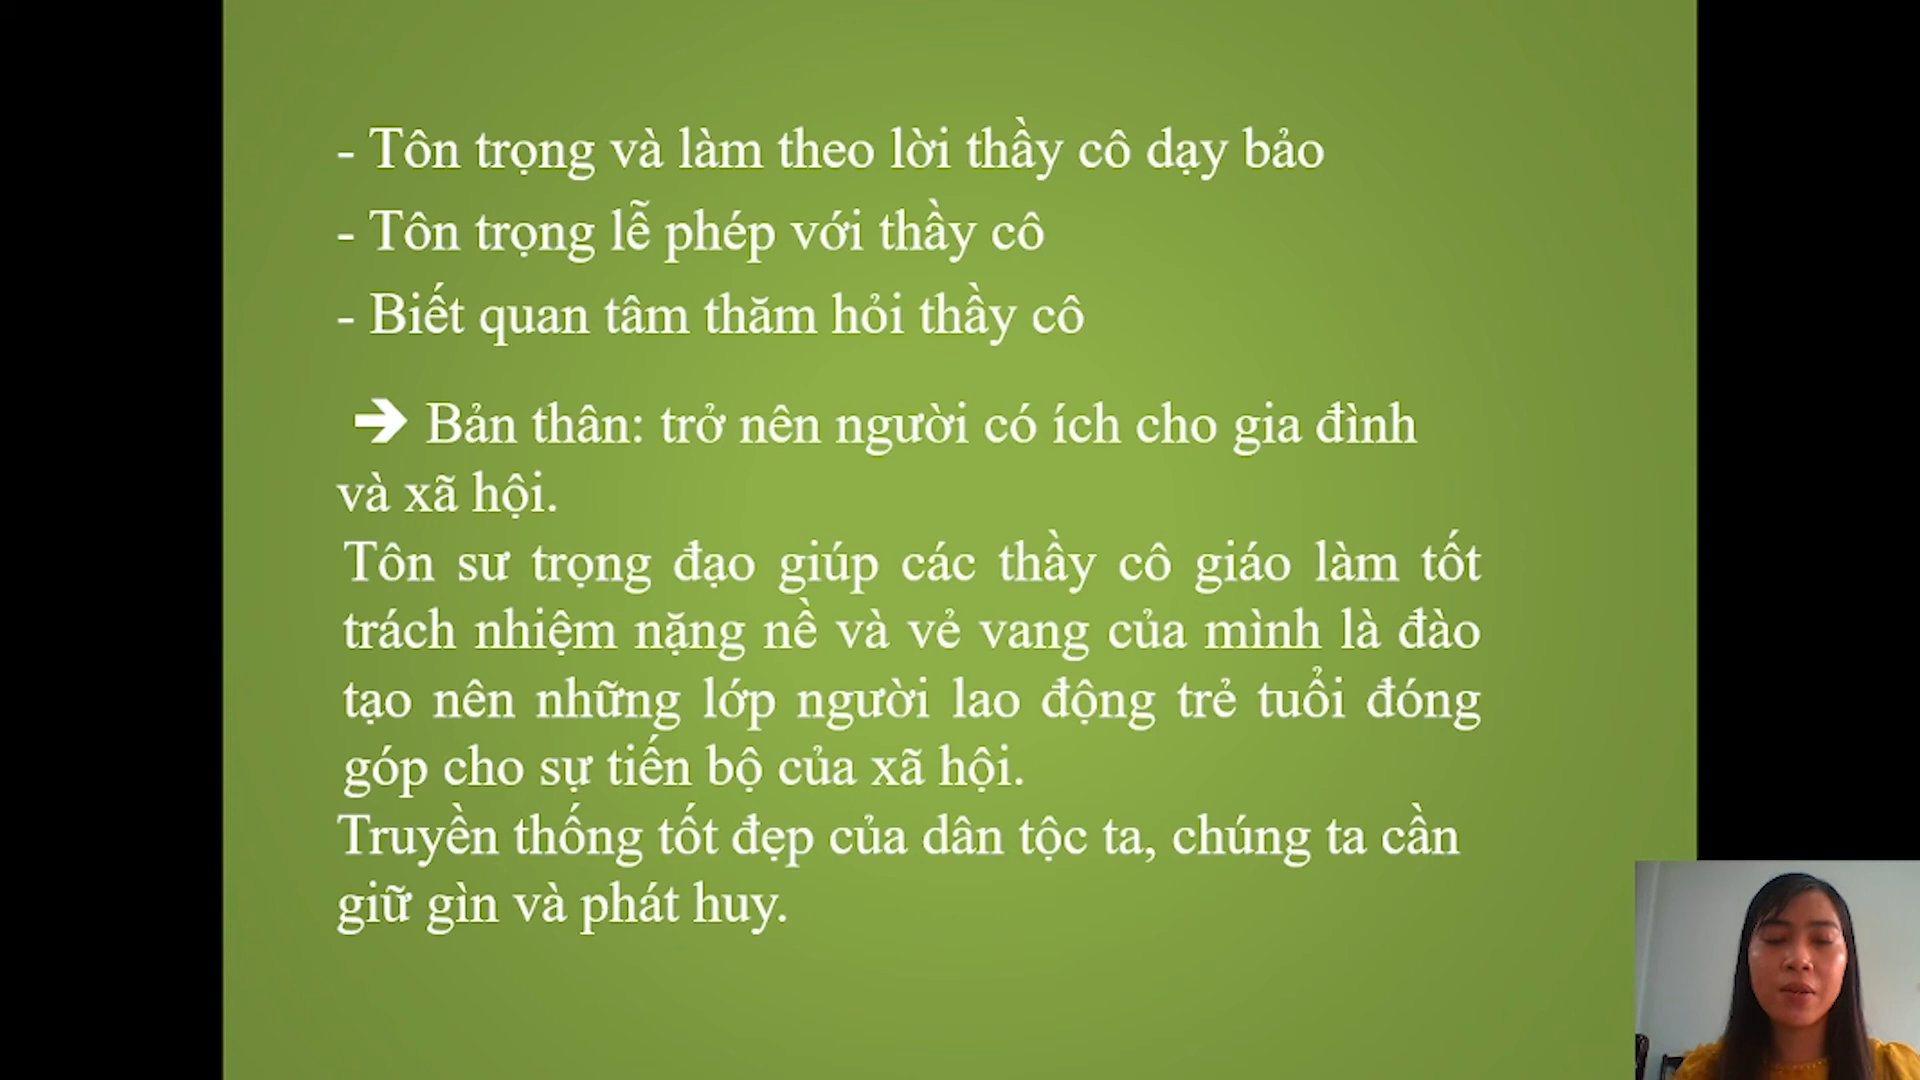 - Tôn trọng và làm theo lời thầy cô dạy bảo
- Tôn trọng lễ phép với thầy cô
- Biết quan tâm thăm hỏi thầy cô
➔ Bản thân: trở nên người có ích cho gia đình
và xã hội.
Tôn sư trọng đạo giúp các thầy cô giáo làm tốt
trách nhiệm nặng nề và vẻ vang của mình là đào
tạo nên những lớp người lao động trẻ tuổi đóng
góp cho sự tiến bộ của xã hội.
Truyền thống tốt đẹp của dân tộc ta, chúng ta cần
giữ gìn và phát huy.